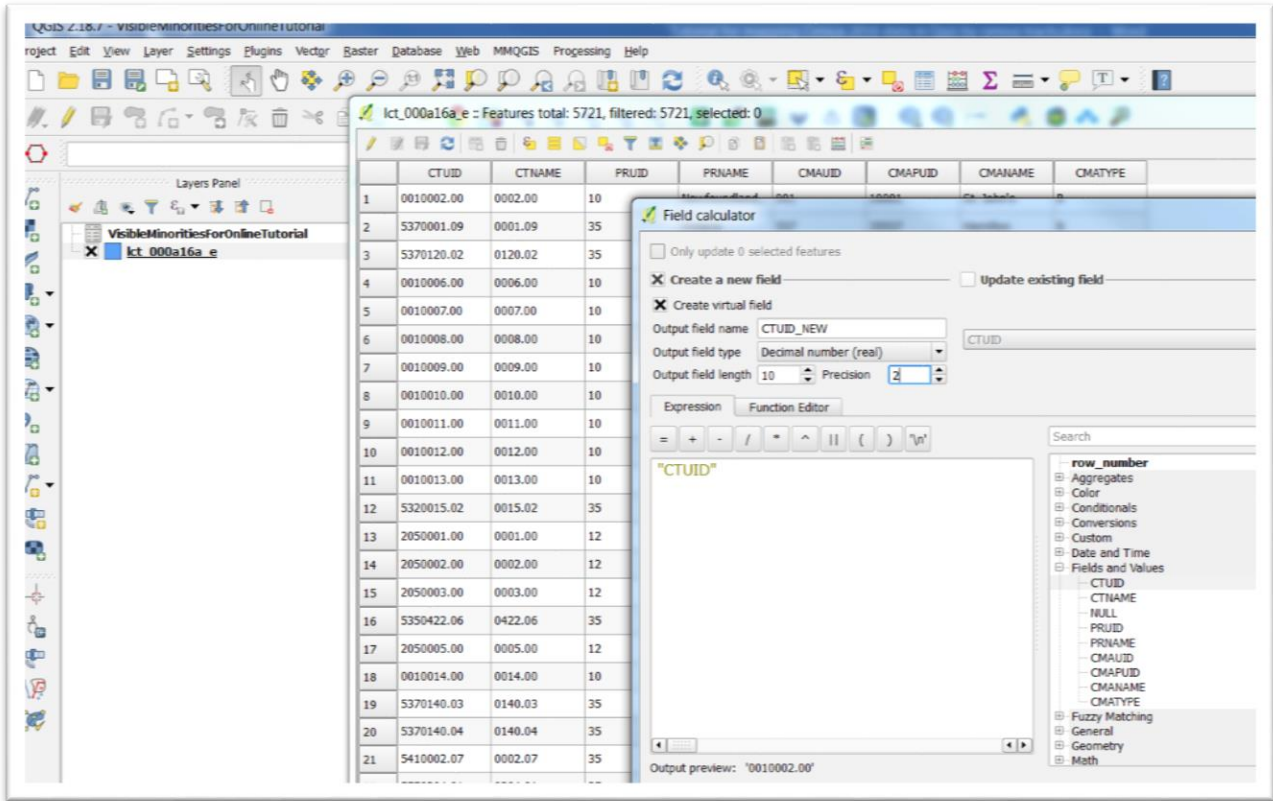 QGIS 2.18.7 - VisibleMinoritiesForOnlineTutorial
roject Edit View Layer Settings Plugins Vector Raster Database Web MMQGIS Processing Help
lct_000a16a_e :: Features total: 5721, filtered: 5721, selected: 0
Layers Panel
VisibleMinoritiesForOnlineTutorial
lct_000a16a_e
CTUID CTNAME PRUID PRNAME CMAUID CMAPUID CMANAME CMATYPE
1 0010002.00 0002.00 10
2 5370001.09 0001.09 35
3 5370120.02 0120.02 35
4 0010006.00 0006.00 10
5 0010007.00 0007.00 10
6 0010008.00 0008.00 10
7 0010009.00 0009.00 10
8 0010010.00 0010.00 10
9 0010011.00 0011.00 10
10 0010012.00 0012.00 10
11 0010013.00 0013.00 10
12 5320015.02 0015.02 35
13 2050001.00 0001.00 12
14 2050002.00 0002.00 12
15 2050003.00 0003.00 12
16 5350422.06 0422.06 35
17 2050005.00 0005.00 12
18 0010014.00 0014.00 10
19 5370140.03 0140.03 35
20 5370140.04 0140.04 35
21 5410002.07 0002.07 35
Field calculator
Only update 0 selected features
Create a new field
Update existing field
Create virtual field
Output field name CTUID_NEW
CTUID
Output field type Decimal number (real)
Output field length 10 Precision 2
Expression Function Editor
= + - / * ^ || ( ) '\n'
Search
"CTUID"
row_number
Aggregates
Color
Conditionals
Conversions
Custom
Date and Time
Fields and Values
CTUID
CTNAME
NULL
PRUID
PRNAME
CMAUID
CMAPUID
CMANAME
CMATYPE
Fuzzy Matching
General
Geometry
Math
Output preview: '0010002.00'